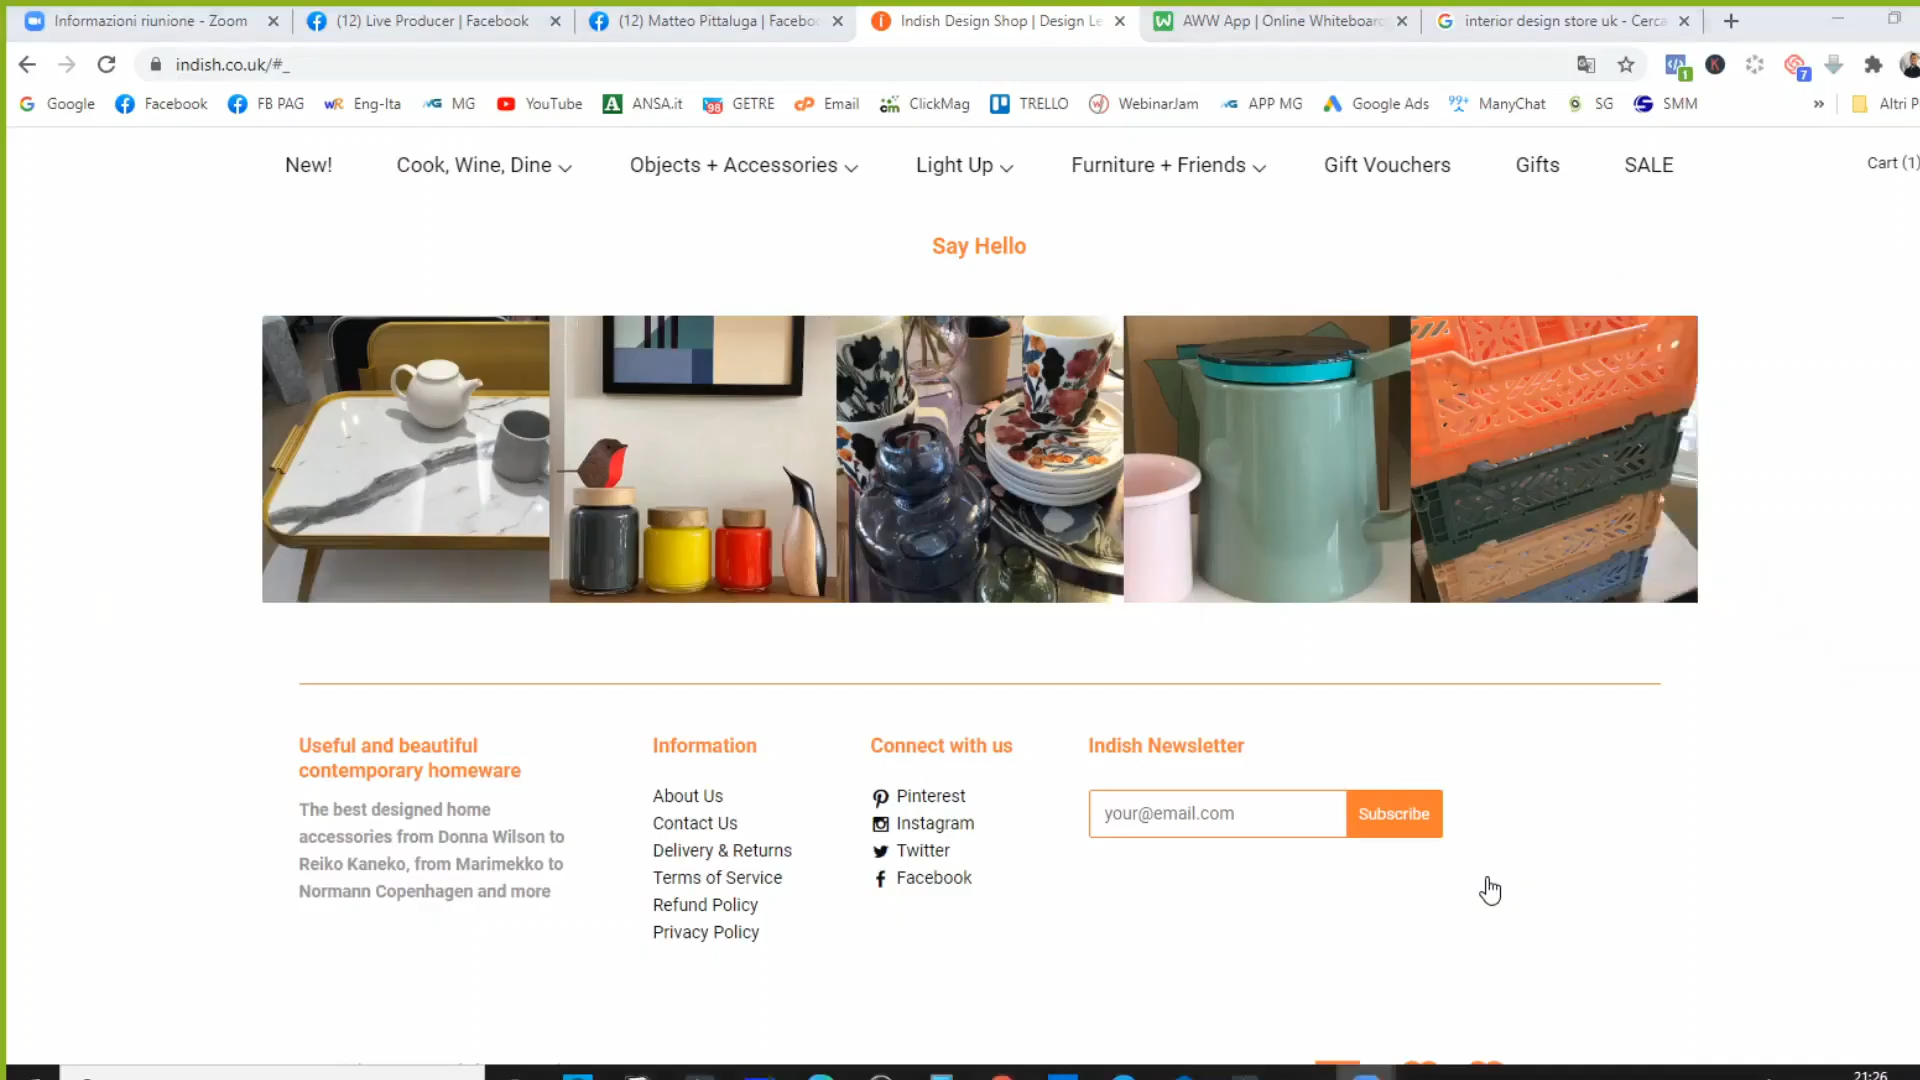 Informazioni riunione - Zoom
(12) Live Producer | Facebook
(12) Matteo Pittaluga | Facebo
Indish Design Shop | Design Le
AWW App | Online Whiteboar
interior design store uk - Cerca
indish.co.uk/#_
1
7
Google
Facebook
FB PAG
Eng-Ita
MG
YouTube
ANSA.it
GETRE
Email
ClickMag
TRELLO
WebinarJam
APP MG
Google Ads
ManyChat
SG
SMM
»
Altri P
New!
Cook, Wine, Dine
Objects + Accessories
Light Up
Furniture + Friends
Gift Vouchers
Gifts
SALE
Cart (1)
Say Hello
Useful and beautiful
contemporary homeware
The best designed home
accessories from Donna Wilson to
Reiko Kaneko, from Marimekko to
Normann Copenhagen and more
Information
About Us
Contact Us
Delivery & Returns
Terms of Service
Refund Policy
Privacy Policy
Connect with us
Pinterest
Instagram
Twitter
Facebook
Indish Newsletter
your@email.com
Subscribe
21:26